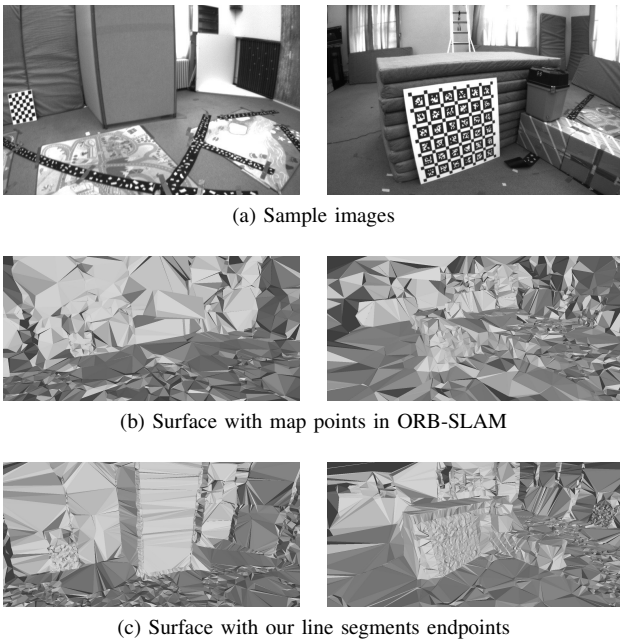 (a) Sample images
(b) Surface with map points in ORB-SLAM
(c) Surface with our line segments endpoints